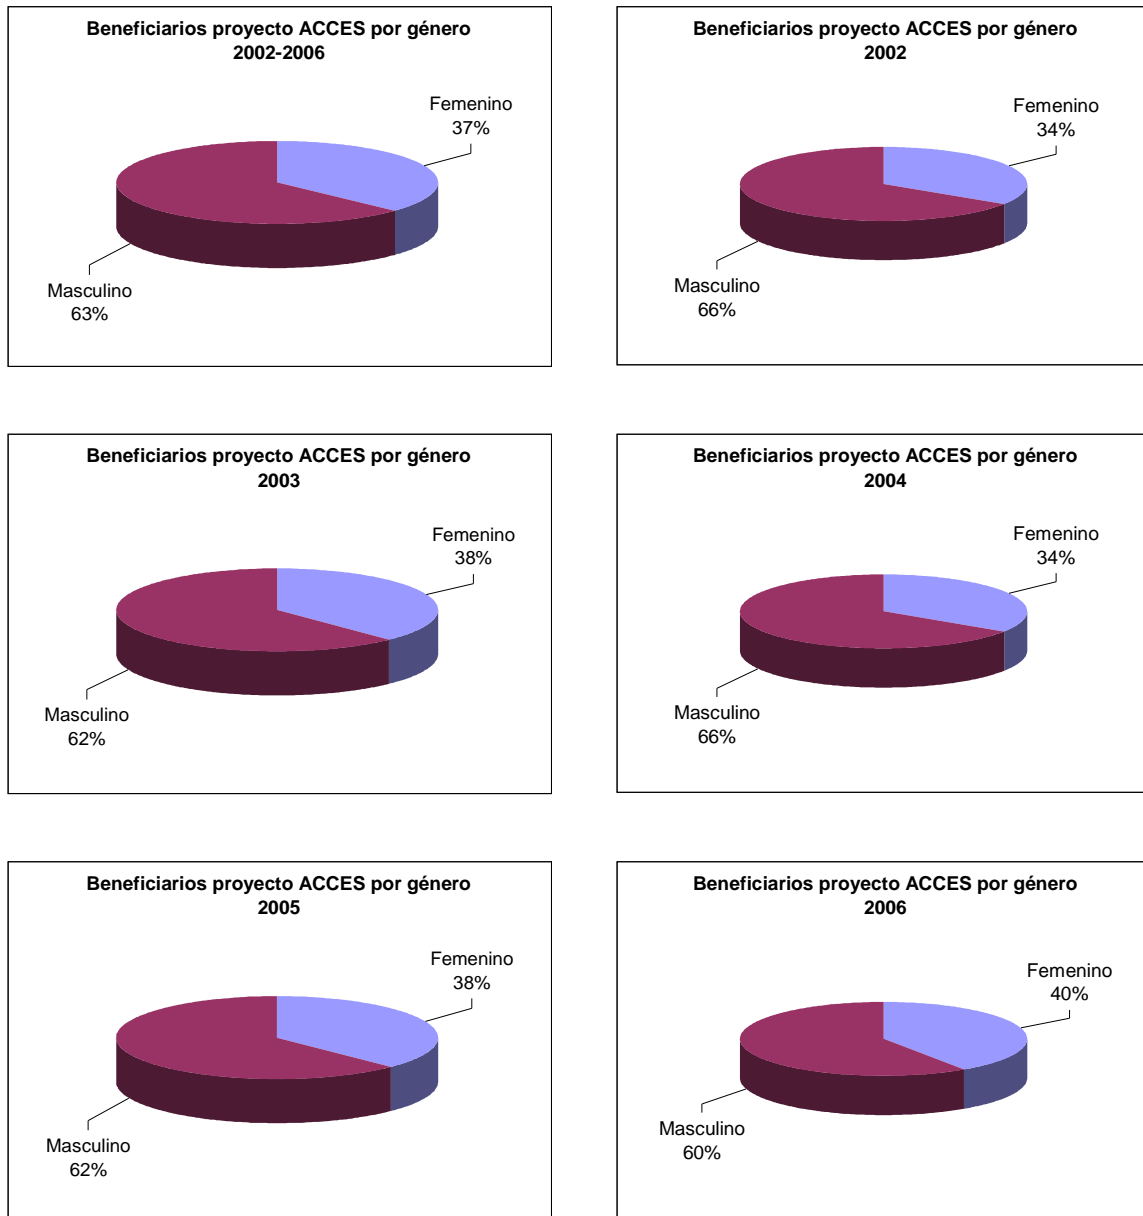 Beneficiarios proyecto ACCES por género
2002-2006
Femenino
37%
Masculino
63%
Beneficiarios proyecto ACCES por género
2002
Femenino
34%
Masculino
66%
Beneficiarios proyecto ACCES por género
2003
Femenino
38%
Masculino
62%
Beneficiarios proyecto ACCES por género
2004
Femenino
34%
Masculino
66%
Beneficiarios proyecto ACCES por género
2005
Femenino
38%
Masculino
62%
Beneficiarios proyecto ACCES por género
2006
Femenino
40%
Masculino
60%